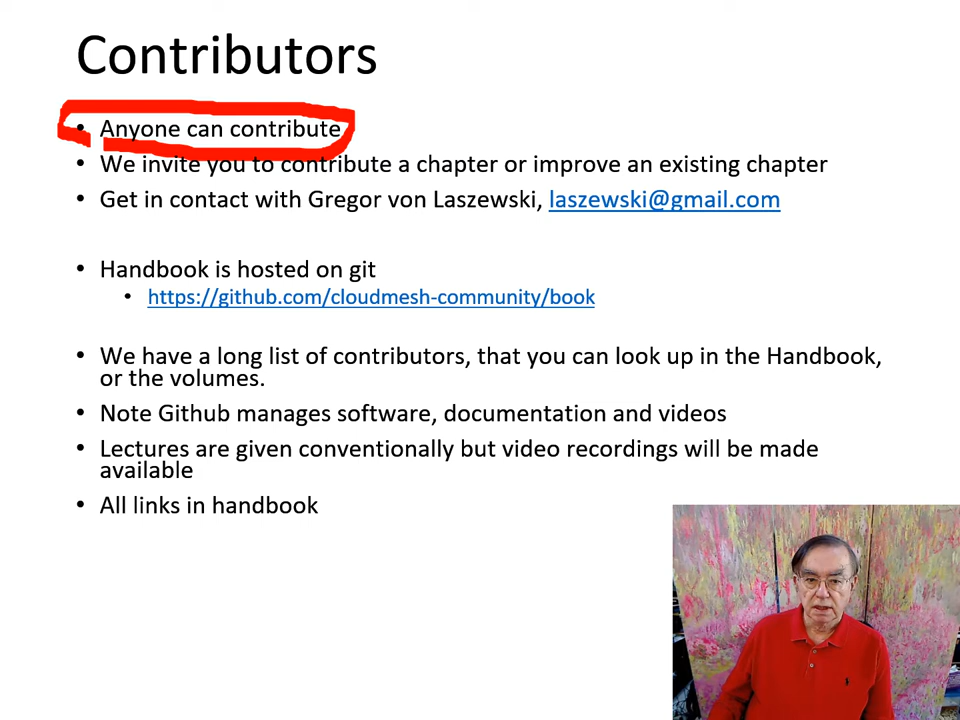 Contributors
• Anyone can contribute
• We invite you to contribute a chapter or improve an existing chapter
• Get in contact with Gregor von Laszewski, laszewski@gmail.com
• Handbook is hosted on git
• https://github.com/cloudmesh-community/book
• We have a long list of contributors, that you can look up in the Handbook,
or the volumes.
• Note Github manages software, documentation and videos
• Lectures are given conventionally but video recordings will be made
available
• All links in handbook